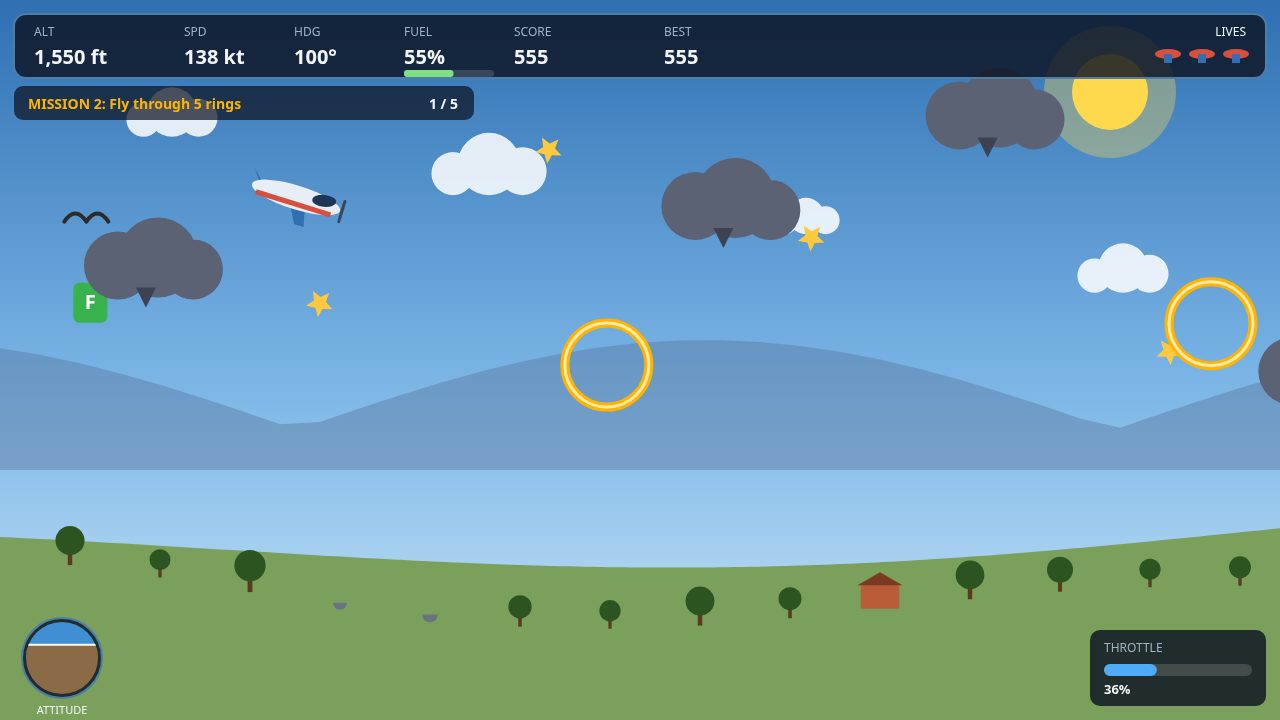 ALT SPD HDG FUEL SCORE BEST LIVES
1,550 ft 138 kt 100° 55% 555 555
MISSION 2: Fly through 5 rings 1 / 5
F
THROTTLE
36%
ATTITUDE